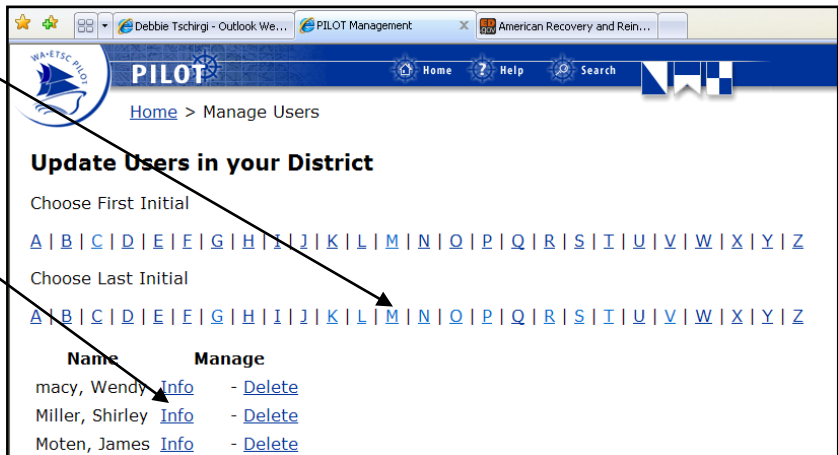 Debbie Tschirgi - Outlook We... PILOT Management X American Recovery and Rein...
WA-ETSC PILOT
PILOT Home ? Help Search
Home > Manage Users
Update Users in your District
Choose First Initial
A | B | C | D | E | F | G | H | I | J | K | L | M | N | O | P | Q | R | S | T | U | V | W | X | Y | Z
Choose Last Initial
A | B | C | D | E | F | G | H | I | J | K | L | M | N | O | P | Q | R | S | T | U | V | W | X | Y | Z
Name Manage
macy, Wendy Info - Delete
Miller, Shirley Info - Delete
Moten, James Info - Delete